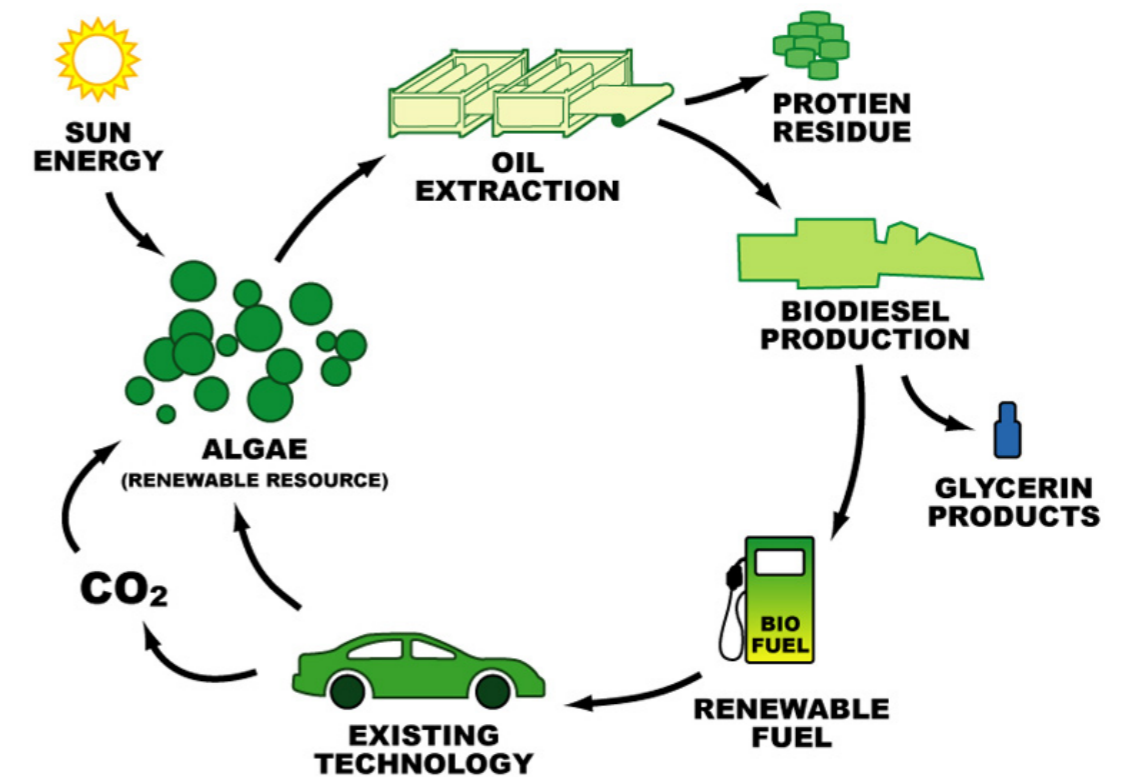 SUN
ENERGY
OIL
EXTRACTION
PROTIEN
RESIDUE
BIODIESEL
PRODUCTION
GLYCERIN
PRODUCTS
BIO
FUEL
RENEWABLE
FUEL
EXISTING
TECHNOLOGY
CO₂
ALGAE
(RENEWABLE RESOURCE)